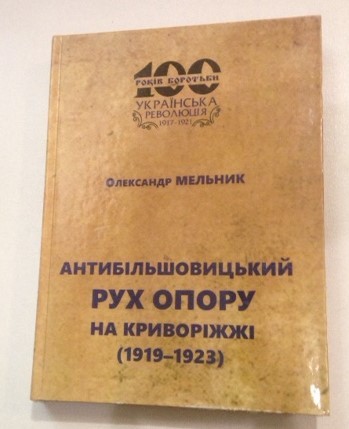 100
РОКІВ БОРОТЬБИ
УКРАЇНСЬКА
РЕВОЛЮЦІЯ
1917-1921
ОЛЕКСАНДР МЕЛЬНИК
АНТИБІЛЬШОВИЦЬКИЙ
РУХ ОПОРУ
НА КРИВОРІЖЖІ
(1919–1923)